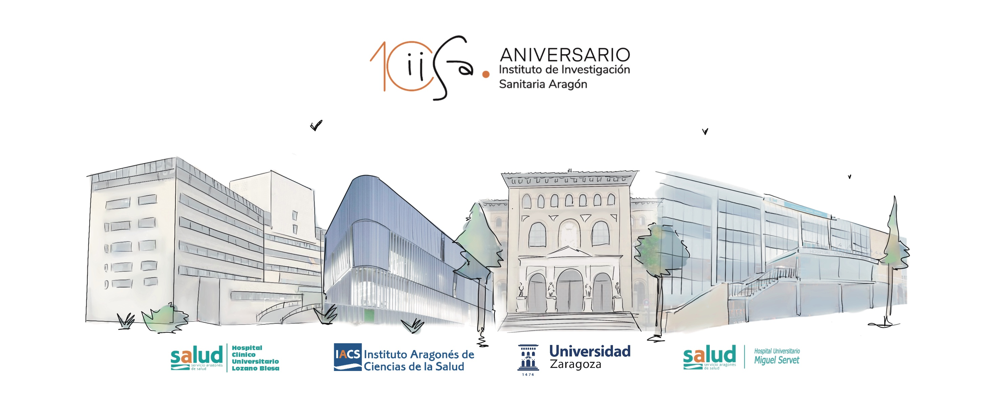 10 iisa.
ANIVERSARIO
Instituto de Investigación
Sanitaria Aragón
HOSPITAL UNIVERSITARIO
salud
servicio aragonés
de salud
Hospital
Clínico
Universitario
Lozano Blesa
IACS
Instituto Aragonés de
Ciencias de la Salud
1474
Universidad
Zaragoza
salud
servicio aragonés
de salud
Hospital Universitario
Miguel Servet